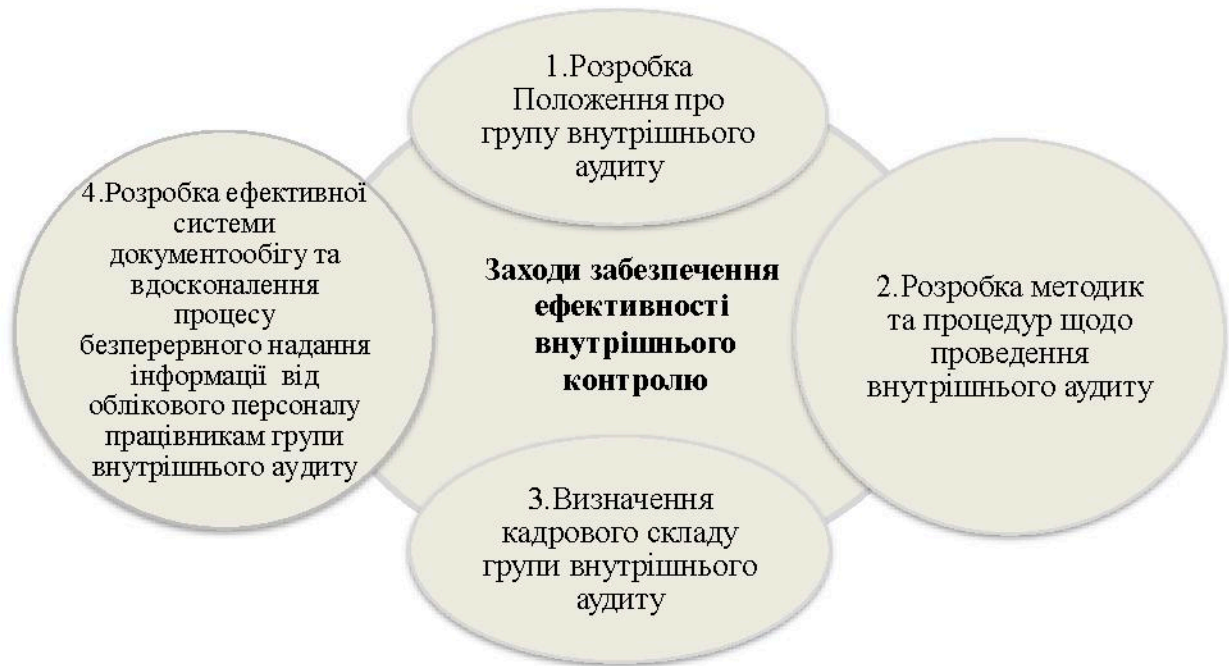 1.Розробка
Положення про
групу внутрішнього
аудиту
Заходи забезпечення
ефективності
внутрішнього
контролю
2.Розробка методик
та процедур щодо
проведення
внутрішнього аудиту
3.Визначення
кадрового складу
групи внутрішнього
аудиту
4.Розробка ефективної
системи
документообігу та
вдосконалення
процесу
безперервного надання
інформації від
облікового персоналу
працівникам групи
внутрішнього аудиту